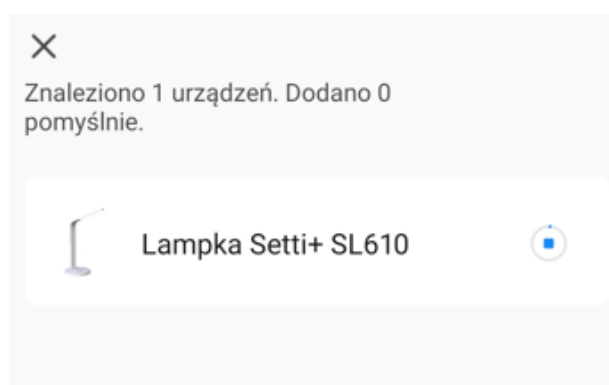 Znaleziono 1 urządzeń. Dodano 0
pomyślnie.
Lampka Setti+ SL610